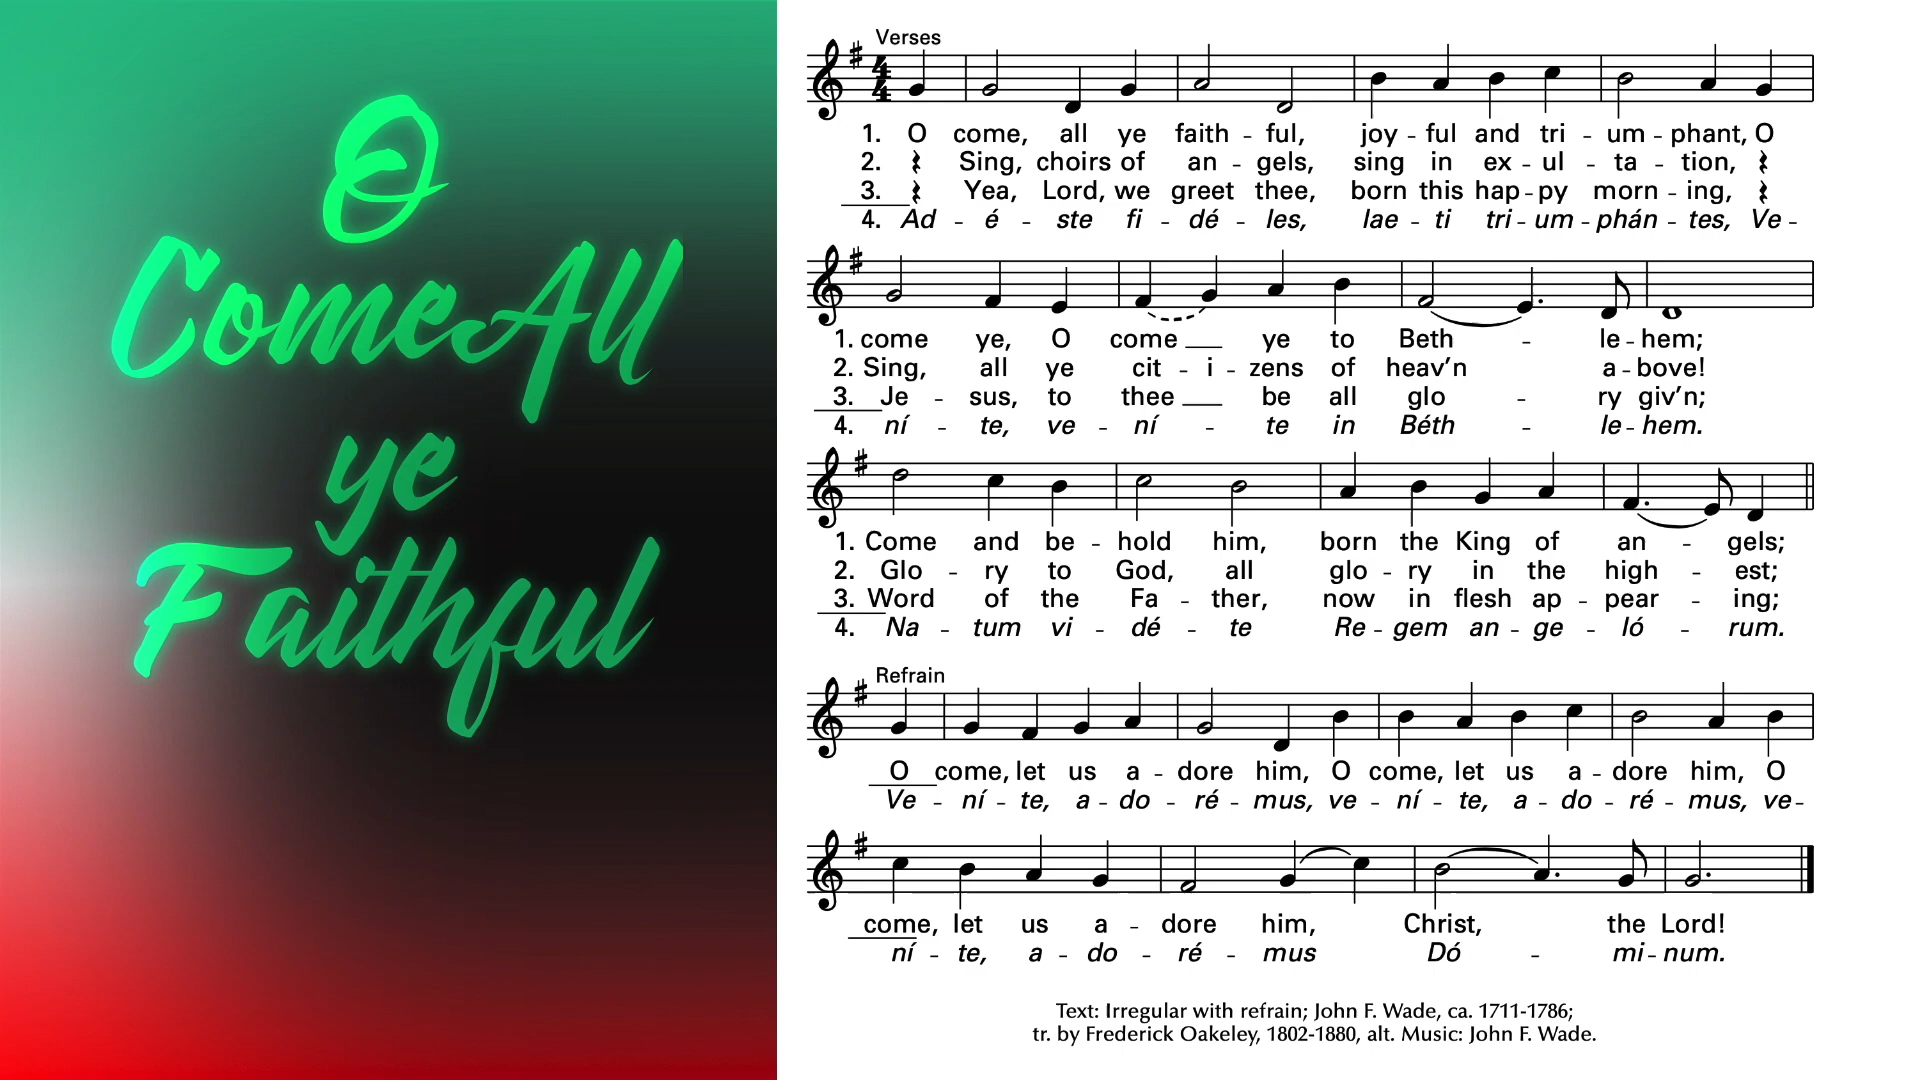 O
Come All
ye
Faithful
Verses
1. O come, all ye faith - ful, joy - ful and tri - um - phant, O
2. Sing, choirs of an - gels, sing in ex - ul - ta - tion,
3. Yea, Lord, we greet thee, born this hap - py morn - ing,
4. Ad - é - ste fi - dé - les, lae - ti tri - um - phán - tes, Ve -
1. come ye, O come ye to Beth - le - hem;
2. Sing, all ye cit - i - zens of heav'n a - bove!
3. Je - sus, to thee be all glo - ry giv'n;
4. ní - te, ve - ní - te in Béth - le - hem.
1. Come and be - hold him, born the King of an - gels;
2. Glo - ry to God, all glo - ry in the high - est;
3. Word of the Fa - ther, now in flesh ap - pear - ing;
4. Na - tum vi - dé - te Re - gem an - ge - ló - rum.
Refrain
O come, let us a - dore him, O come, let us a - dore him, O
Ve - ní - te, a - do - ré - mus, ve - ní - te, a - do - ré - mus, ve -
come, let us a - dore him, Christ, the Lord!
ní - te, a - do - ré - mus Dó - mi - num.
Text: Irregular with refrain; John F. Wade, ca. 1711-1786;
tr. by Frederick Oakeley, 1802-1880, alt. Music: John F. Wade.